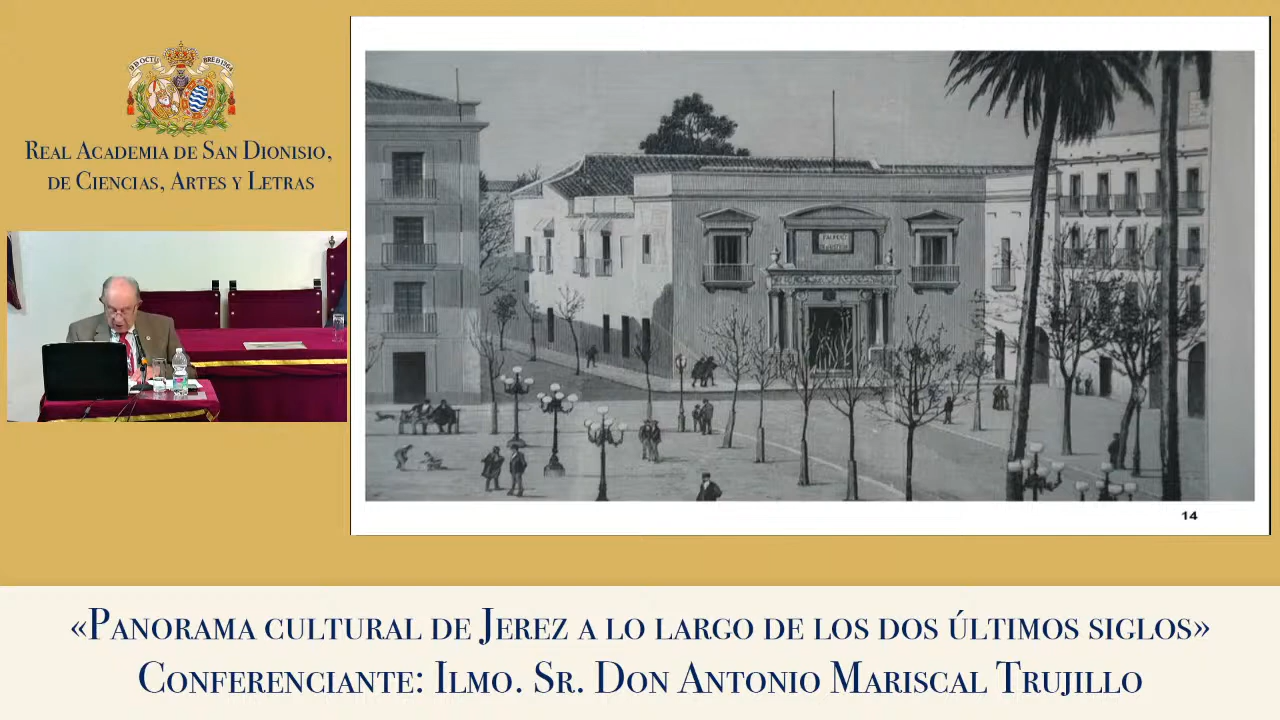 REAL ACADEMIA DE SAN DIONISIO,
DE CIENCIAS, ARTES Y LETRAS
14
«PANORAMA CULTURAL DE JEREZ A LO LARGO DE LOS DOS ÚLTIMOS SIGLOS»
CONFERENCIANTE: ILMO. SR. DON ANTONIO MARISCAL TRUJILLO